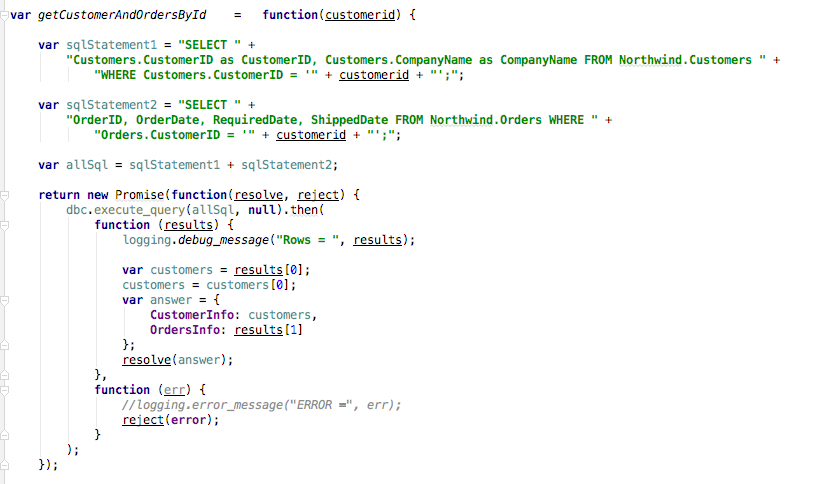 var getCustomerAndOrdersById    =   function(customerid) {

    var sqlStatement1 = "SELECT " +
        "Customers.CustomerID as CustomerID, Customers.CompanyName as CompanyName FROM Northwind.Customers " +
            "WHERE Customers.CustomerID = '" + customerid + "';";

    var sqlStatement2 = "SELECT " +
        "OrderID, OrderDate, RequiredDate, ShippedDate FROM Northwind.Orders WHERE " +
            "Orders.CustomerID = '" + customerid + "';";

    var allSql = sqlStatement1 + sqlStatement2;

    return new Promise(function(resolve, reject) {
        dbc.execute_query(allSql, null).then(
            function (results) {
                logging.debug_message("Rows = ", results);

                var customers = results[0];
                customers = customers[0];
                var answer = {
                    CustomerInfo: customers,
                    OrdersInfo: results[1]
                };
                resolve(answer);
            },
            function (err) {
                //logging.error_message("ERROR =", err);
                reject(error);
            }
        );
    });